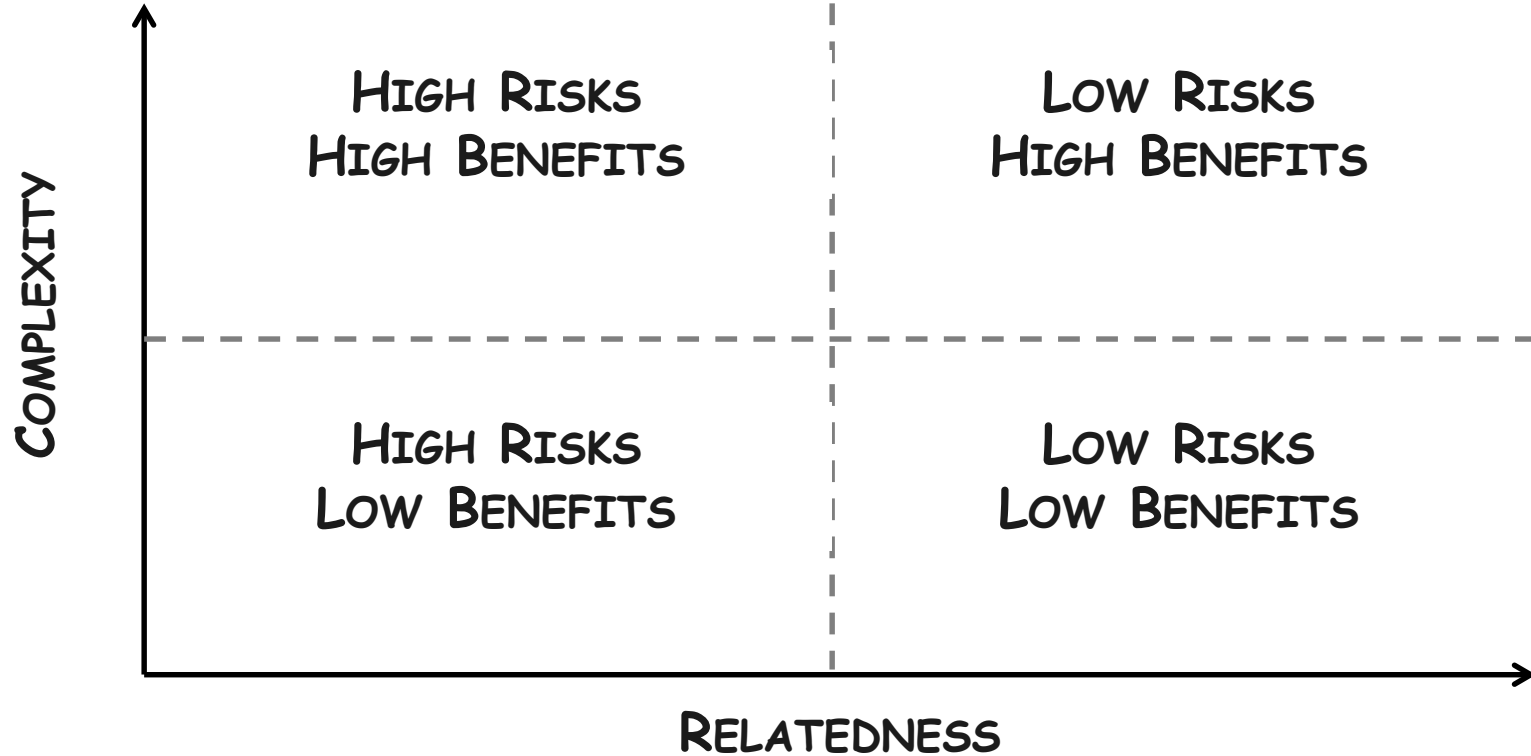 High Risks
High Benefits
Low Risks
High Benefits
Complexity
High Risks
Low Benefits
Low Risks
Low Benefits
Relatedness